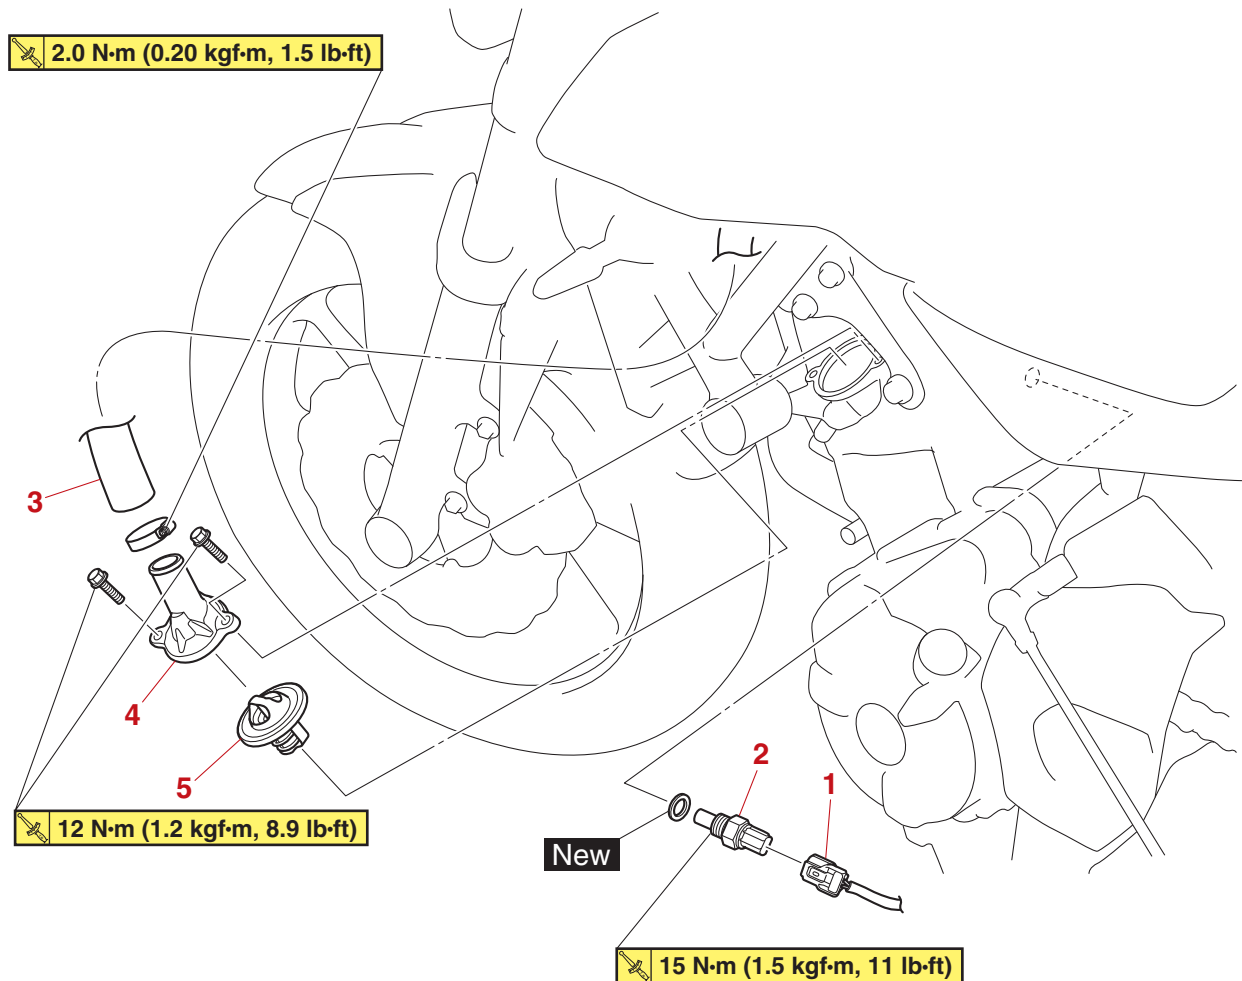 2.0 N·m (0.20 kgf·m, 1.5 lb·ft)
3
4
5
12 N·m (1.2 kgf·m, 8.9 lb·ft)
2
1
New
15 N·m (1.5 kgf·m, 11 lb·ft)